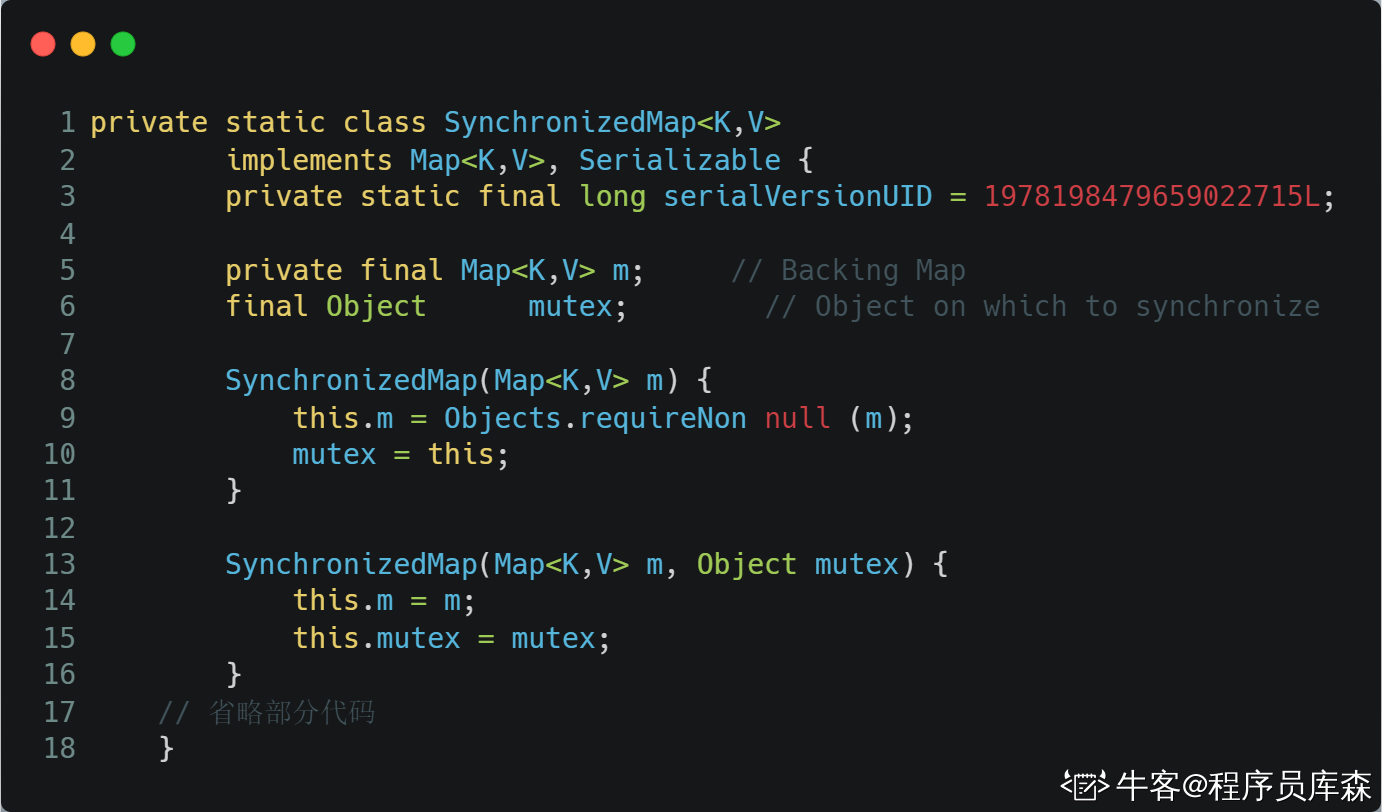 1 private static class SynchronizedMap<K,V>
2         implements Map<K,V>, Serializable {
3         private static final long serialVersionUID = 1978198479659022715L;
4
5         private final Map<K,V> m;     // Backing Map
6         final Object      mutex;        // Object on which to synchronize
7
8         SynchronizedMap(Map<K,V> m) {
9             this.m = Objects.requireNon null (m);
10             mutex = this;
11         }
12
13         SynchronizedMap(Map<K,V> m, Object mutex) {
14             this.m = m;
15             this.mutex = mutex;
16         }
17     // 省略部分代码
18     }
牛客@程序员库森